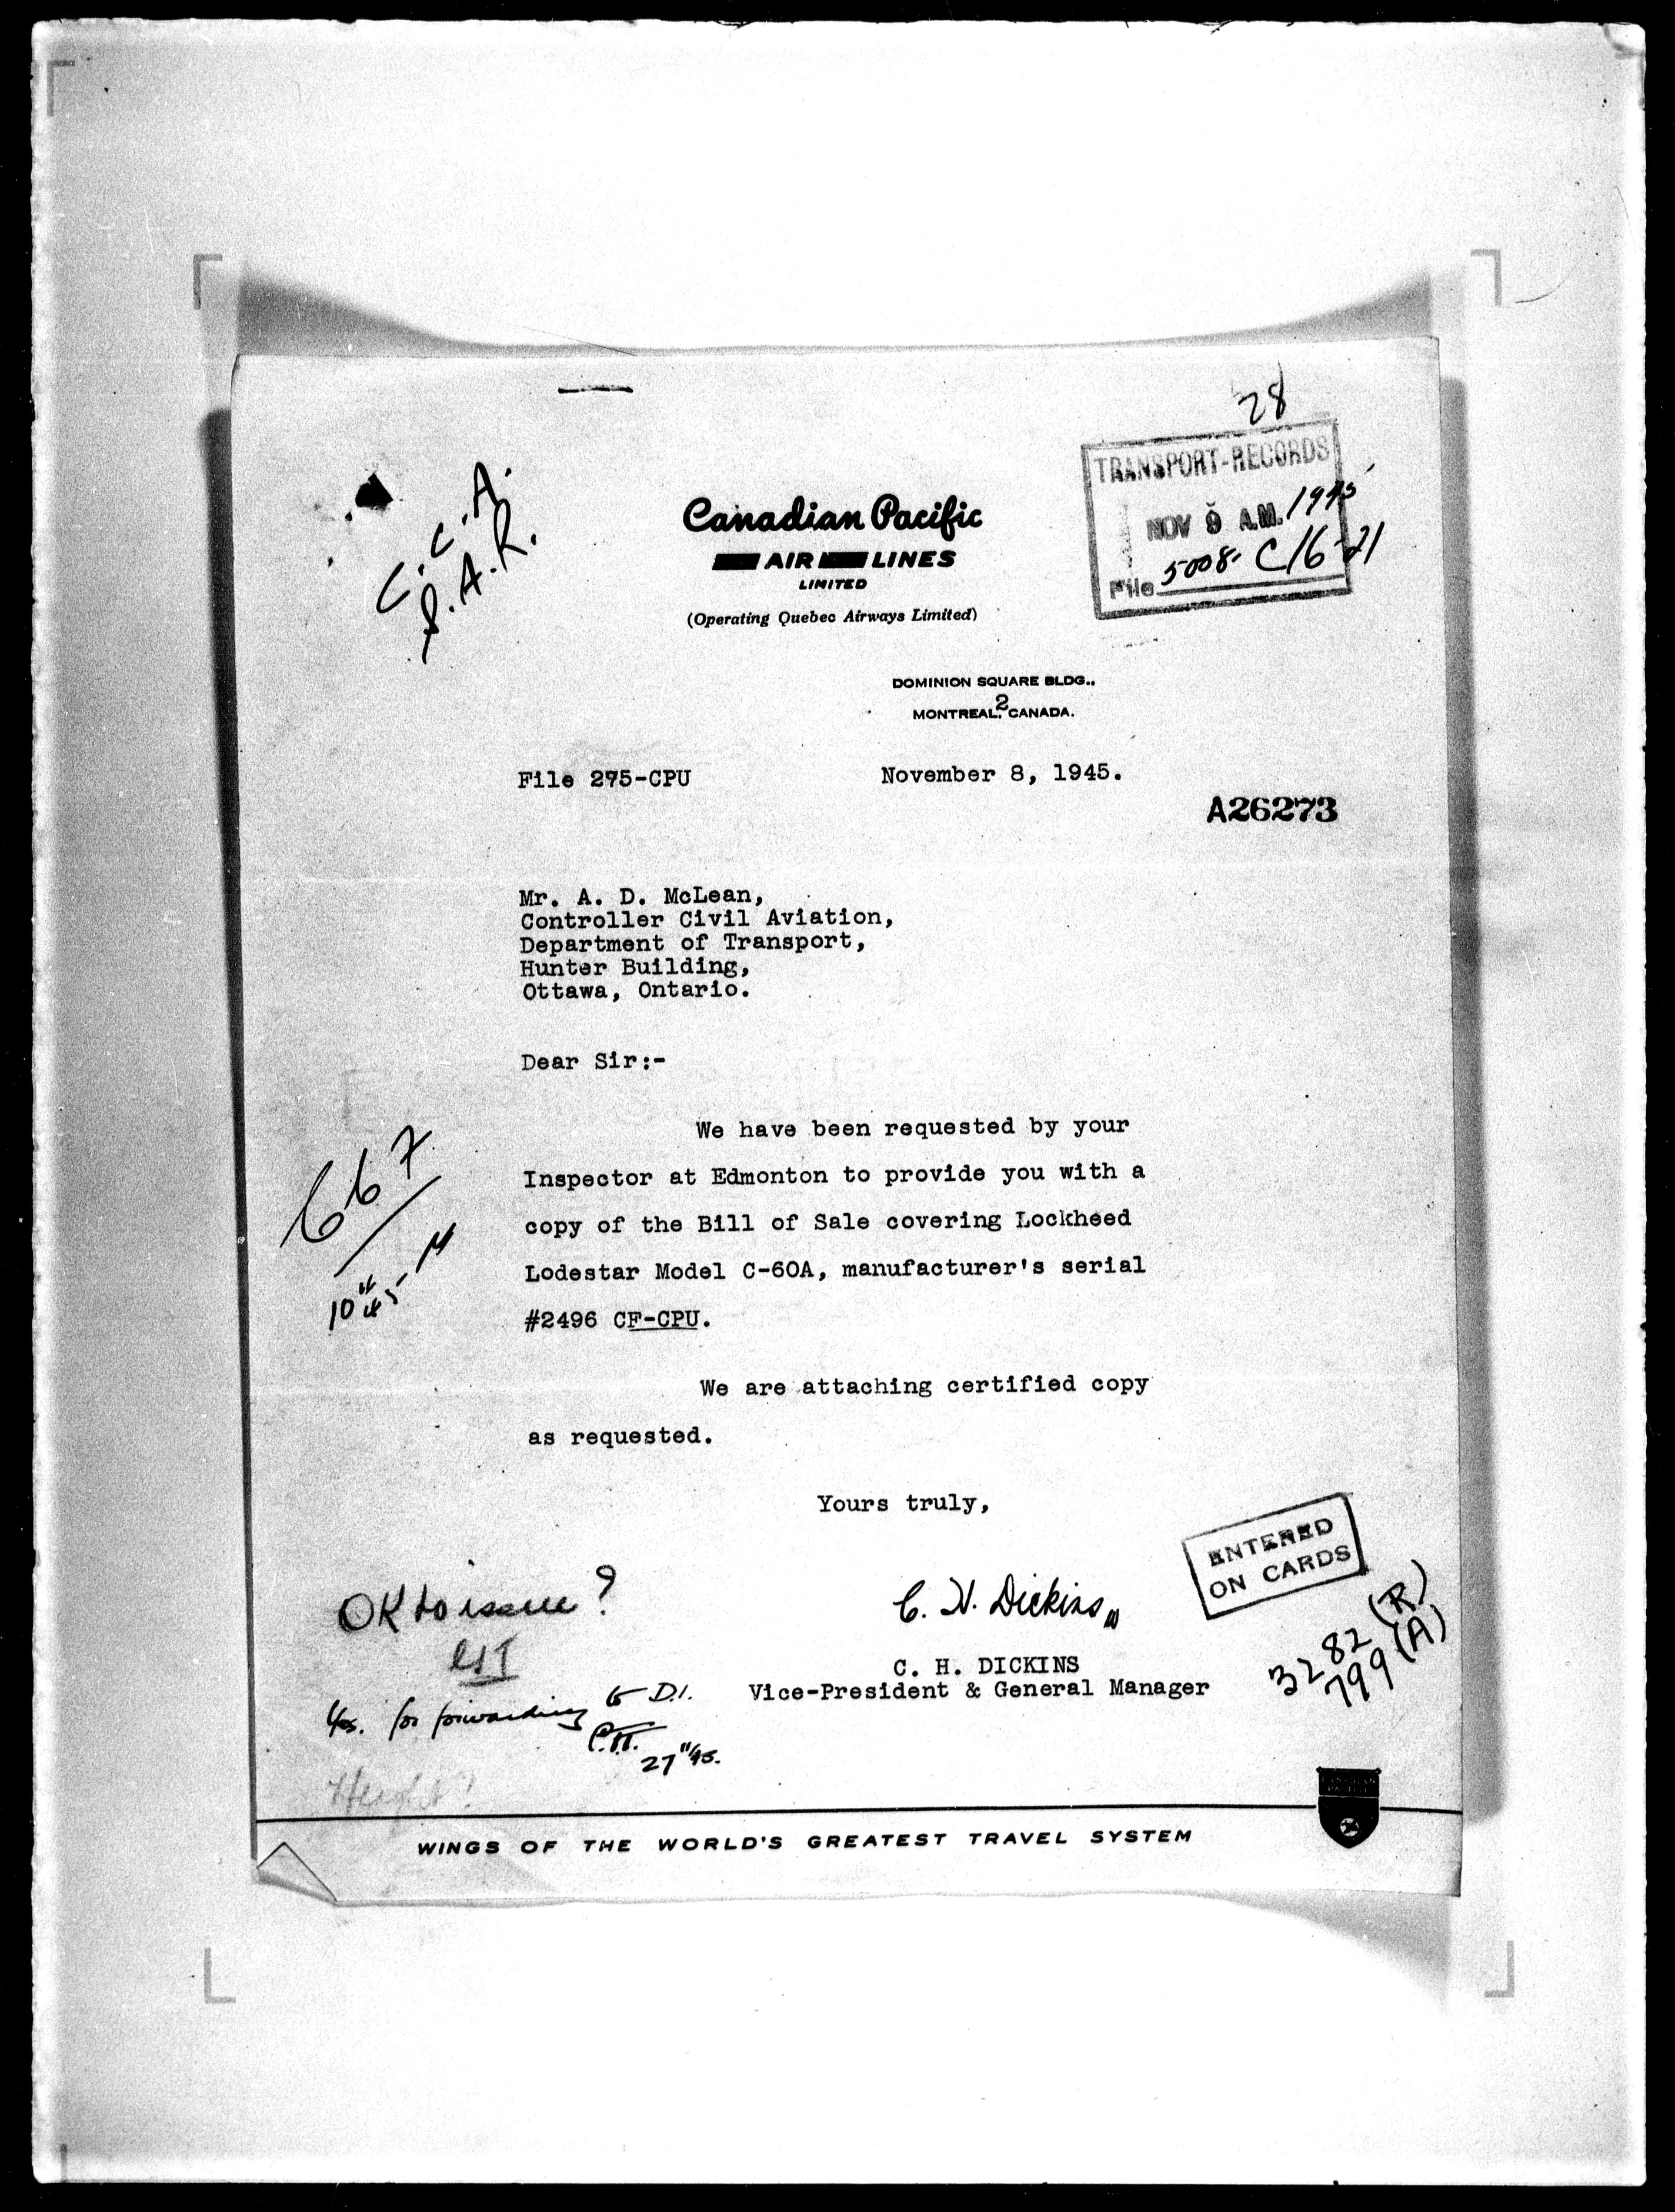 28
TRANSPORT-RECORDS
NOV 9 A.M. 1945
File 5008-C16-21
C.C.A.
S.A.R.
Canadian Pacific
AIR LINES
LIMITED
(Operating Quebec Airways Limited)
DOMINION SQUARE BLDG.,
2
MONTREAL, CANADA.
File 275-CPU
November 8, 1945.
A26273
Mr. A. D. McLean,
Controller Civil Aviation,
Department of Transport,
Hunter Building,
Ottawa, Ontario.
Dear Sir:-
We have been requested by your
Inspector at Edmonton to provide you with a
copy of the Bill of Sale covering Lockheed
Lodestar Model C-60A, manufacturer's serial
#2496 CF-CPU.
667
We are attaching certified copy
as requested.
Yours truly,
ENTERED
ON CARDS
OK to issue ?
C. H. Dickins
3282 (R)
799 (A)
C. H. DICKINS
Vice-President & General Manager
Yes. for forwarding to D.I.
27 11/45.
Height ?
WINGS OF THE WORLD'S GREATEST TRAVEL SYSTEM